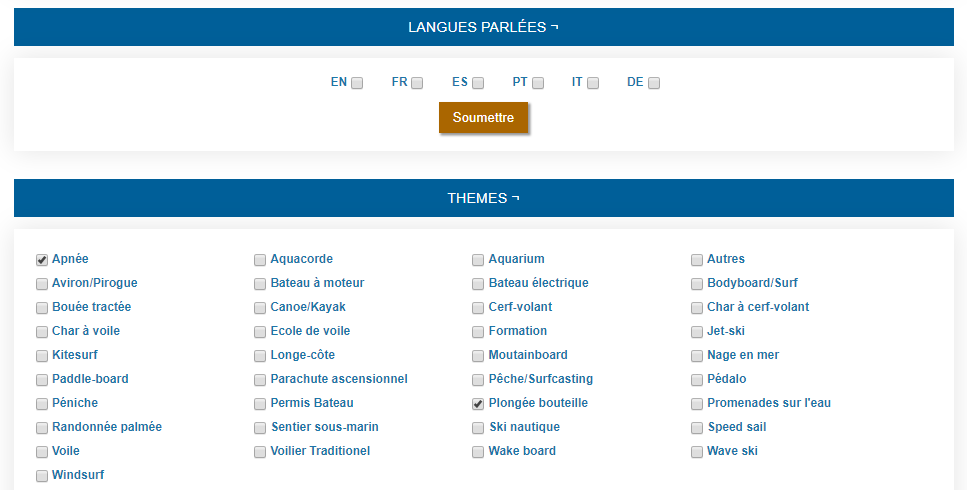 LANGUES PARLÉES ¬
EN FR ES PT IT DE
Soumettre
THEMES ¬
Apnée Aquacorde Aquarium Autres
Aviron/Pirogue Bateau à moteur Bateau électrique Bodyboard/Surf
Bouée tractée Canoe/Kayak Cerf-volant Char à cerf-volant
Char à voile Ecole de voile Formation Jet-ski
Kitesurf Longe-côte Moutainboard Nage en mer
Paddle-board Parachute ascensionnel Pêche/Surfcasting Pédalo
Péniche Permis Bateau Plongée bouteille Promenades sur l'eau
Randonnée palmée Sentier sous-marin Ski nautique Speed sail
Voile Voilier Traditionel Wake board Wave ski
Windsurf